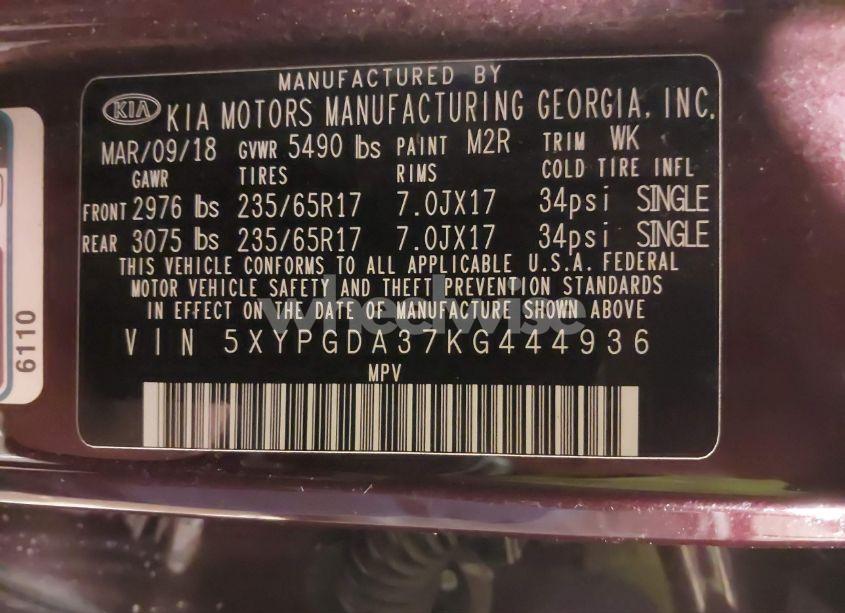 MANUFACTURED BY
KIA KIA MOTORS MANUFACTURING GEORGIA, INC.
MAR/09/18 GVWR 5490 lbs PAINT M2R TRIM WK
GAWR TIRES RIMS COLD TIRE INFL
FRONT 2976 lbs 235/65R17 7.0JX17 34psi SINGLE
REAR 3075 lbs 235/65R17 7.0JX17 34psi SINGLE
THIS VEHICLE CONFORMS TO ALL APPLICABLE U.S.A. FEDERAL
MOTOR VEHICLE SAFETY AND THEFT PREVENTION STANDARDS
IN EFFECT ON THE DATE OF MANUFACTURE SHOWN ABOVE
wheelwise
VIN 5XYPGDA37KG444936
MPV
6110